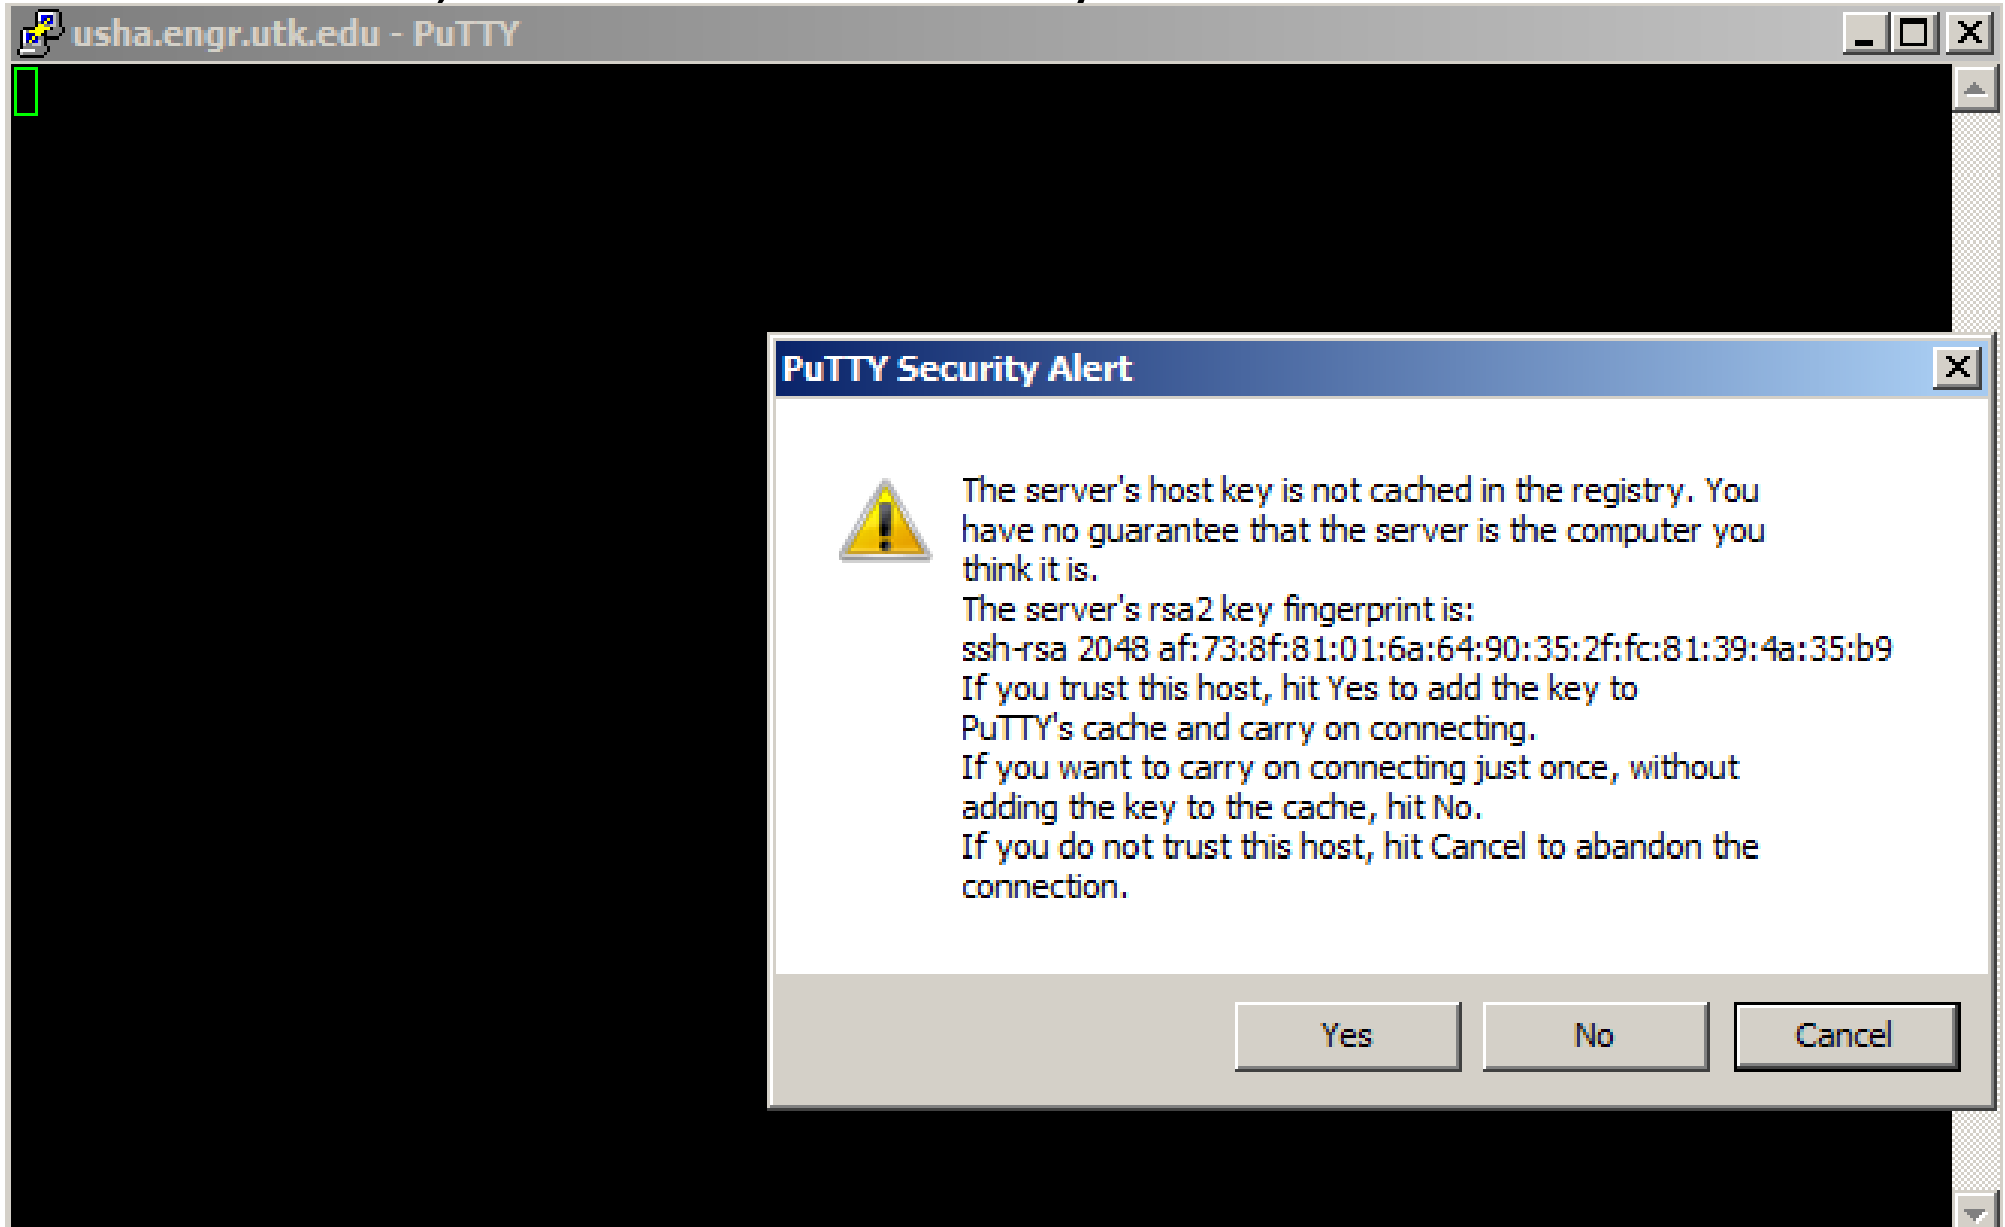 usha.engr.utk.edu - PuTTY
PuTTY Security Alert
The server's host key is not cached in the registry. You
have no guarantee that the server is the computer you
think it is.
The server's rsa2 key fingerprint is:
ssh-rsa 2048 af:73:8f:81:01:6a:64:90:35:2f:fc:81:39:4a:35:b9
If you trust this host, hit Yes to add the key to
PuTTY's cache and carry on connecting.
If you want to carry on connecting just once, without
adding the key to the cache, hit No.
If you do not trust this host, hit Cancel to abandon the
connection.
Yes No Cancel